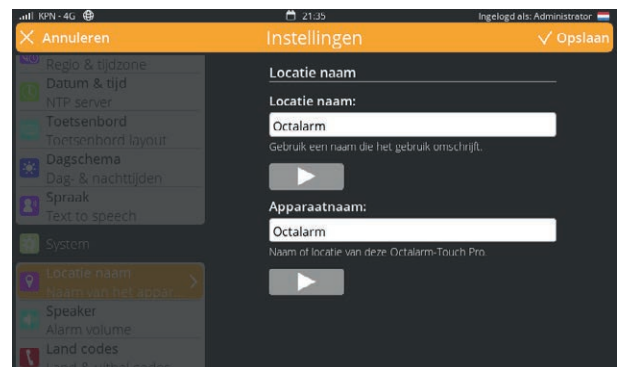 KPN - 4G
21:35
Ingelogd als: Administrator
Annuleren
Instellingen
Opslaan
Regio & tijdzone
Datum & tijd
NTP server
Toetsenbord
Toetsenbord layout
Dagschema
Dag- & nachttijden
Spraak
Text to speech
System
Locatie naam
Naam van het appar...
Speaker
Alarm volume
Land codes
Locatie naam
Locatie naam:
Octalarm
Gebruik een naam die het gebruik omschrijft.
Apparaatnaam:
Octalarm
Naam of locatie van deze Octalarm-Touch Pro.